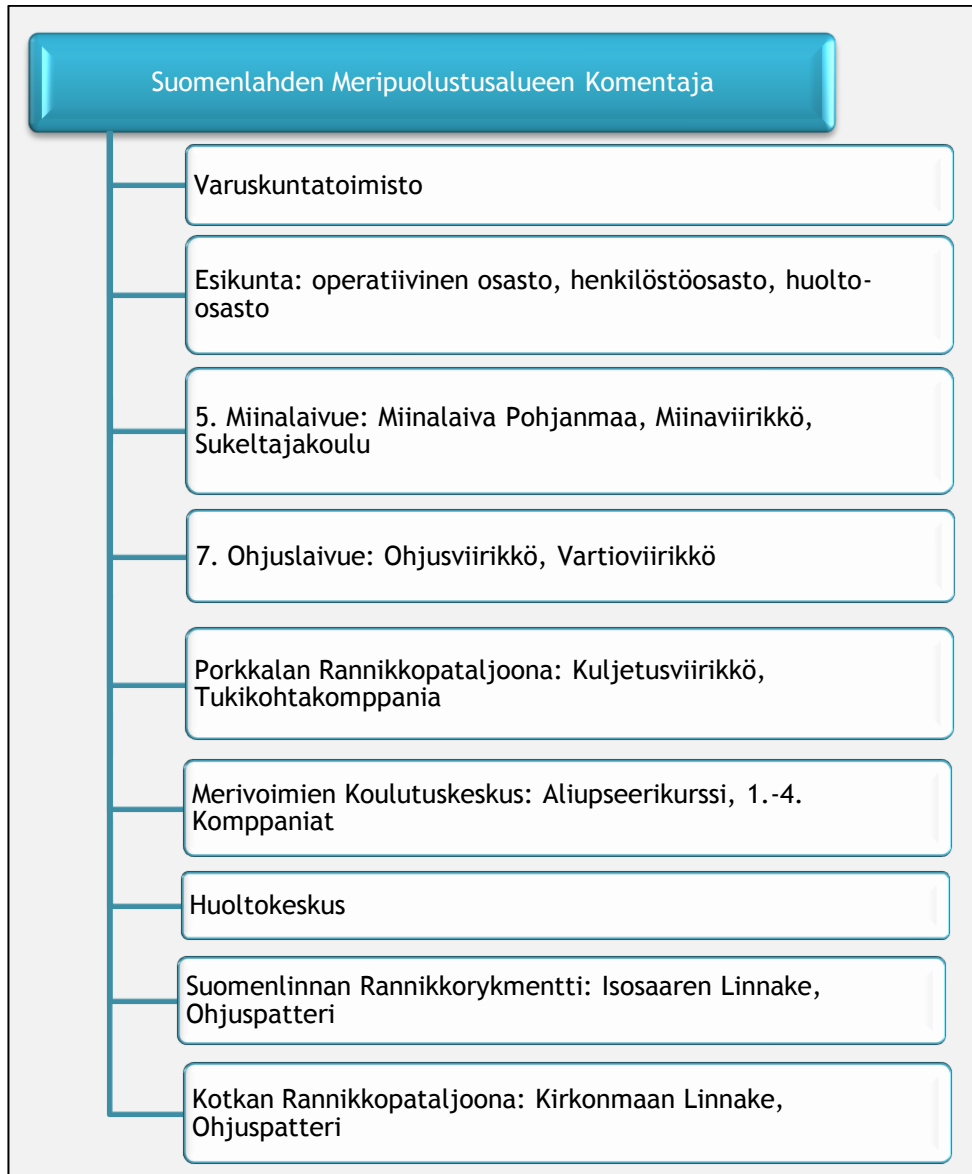 Suomenlahden Meripuolustusalueen Komentaja
Varuskuntatoimisto
Esikunta: operatiivinen osasto, henkilöstöosasto, huolto-
osasto
5. Miinalaivue: Miinalaiva Pohjanmaa, Miinaviirikkö,
Sukeltajakoulu
7. Ohjuslaivue: Ohjusviirikkö, Vartioviirikkö
Porkkalan Rannikkopataljoona: Kuljetusviirikkö,
Tukikohtakomppania
Merivoimien Koulutuskeskus: Aliupseerikurssi, 1.-4.
Komppaniat
Huoltokeskus
Suomenlinnan Rannikkorykmentti: Isosaaren Linnake,
Ohjuspatteri
Kotkan Rannikkopataljoona: Kirkonmaan Linnake,
Ohjuspatteri